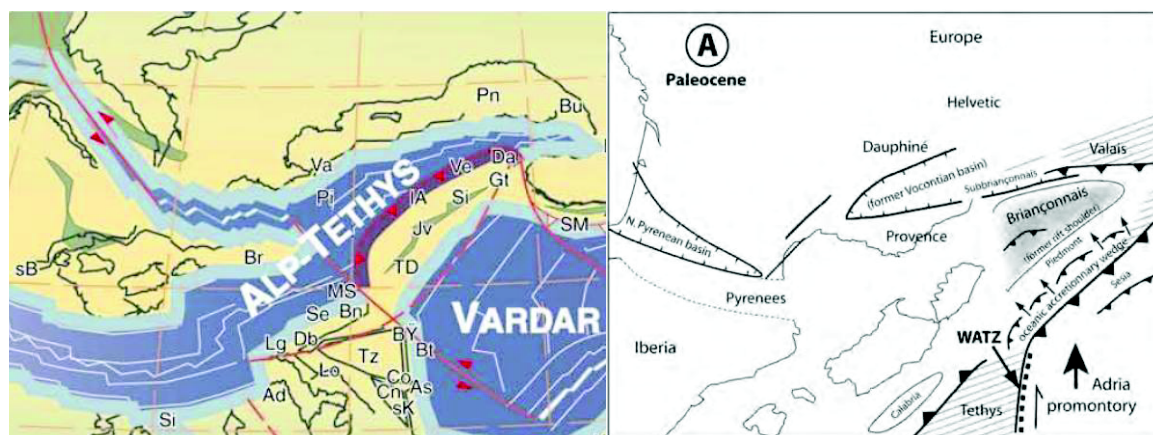 Pn
Bu
Va
Ve
Da
Pi
Gt
IA
Si
ALP-TETHYS
Jv
SM
sB
Br
TD
MS
Se
Bn
VARDAR
Lg
Db
BY
Tz
Bt
Lo
Co
As
Ad
Cn
sK
Si
A
Paleocene
Europe
Helvetic
Dauphiné
(former Vocontian basin)
Valais
Subbriançonnais
N. Pyrenean basin
Provence
Briançonnais
(former rift shoulder)
Piedmont
oceanic accretionnary wedge
Sesia
Pyrenees
Iberia
WATZ
Calabria
Tethys
Adria
promontory